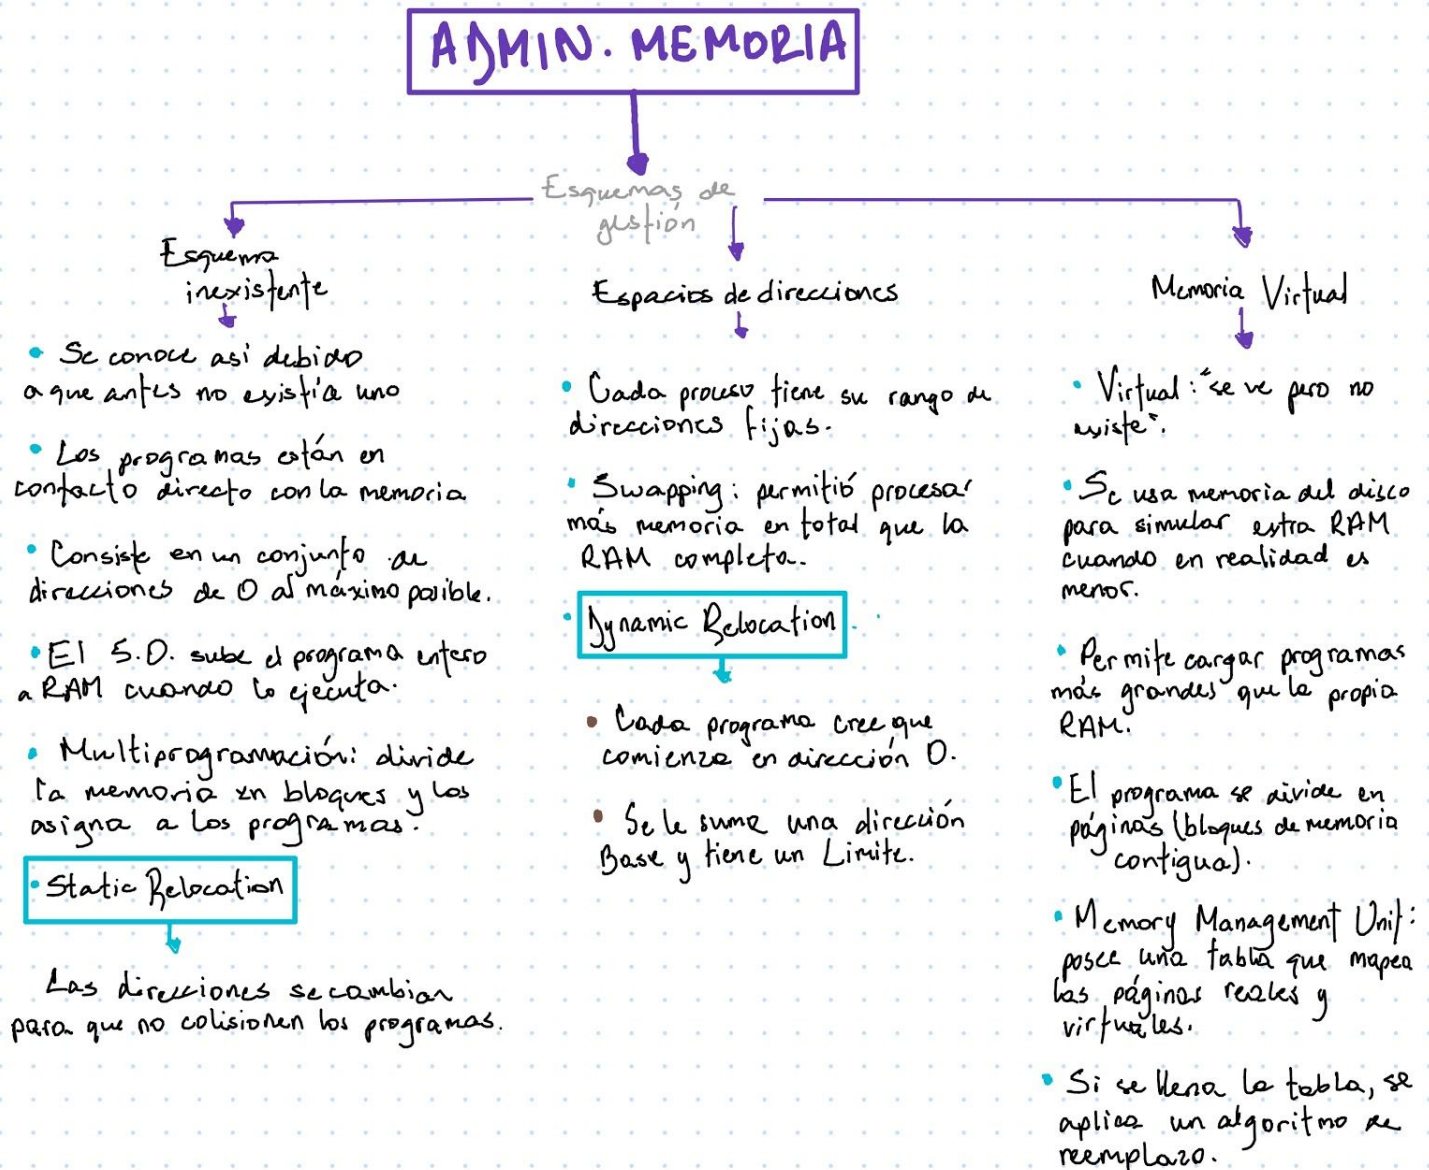 ADMIN. MEMORIA
Esquemas de
gestión
Esquema
inexistente
• Se conoce así debido
a que antes no existía uno
• Los programas están en
contacto directo con la memoria
• Consiste en un conjunto de
direcciones de 0 al máximo posible.
• El S.O. sube el programa entero
a RAM cuando lo ejecuta.
• Multiprogramación: divide
la memoria en bloques y los
asigna a los programas.
• Static Relocation
Las direcciones se cambian
para que no colisionen los programas.
Espacios de direcciones
• Cada proceso tiene su rango de
direcciones fijas.
• Swapping: permitió procesar
más memoria en total que la
RAM completa.
• Dynamic Relocation
• Cada programa cree que
comienza en dirección 0.
• Se le suma una dirección
Base y tiene un Limite.
Memoria Virtual
• Virtual: "se ve pero no
existe".
• Se usa memoria del disco
para simular extra RAM
cuando en realidad es
menor.
• Permite cargar programas
más grandes que la propia
RAM.
• El programa se divide en
páginas (bloques de memoria
contigua).
• Memory Management Unit:
posee una tabla que mapea
las páginas reales y
virtuales.
• Si se llena la tabla, se
aplica un algoritmo de
reemplazo.